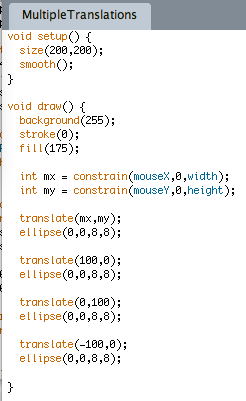 MultipleTranslations
void setup() {
  size(200,200);
  smooth();
}

void draw() {
  background(255);
  stroke(0);
  fill(175);

  int mx = constrain(mouseX,0,width);
  int my = constrain(mouseY,0,height);

  translate(mx,my);
  ellipse(0,0,8,8);

  translate(100,0);
  ellipse(0,0,8,8);

  translate(0,100);
  ellipse(0,0,8,8);

  translate(-100,0);
  ellipse(0,0,8,8);

}